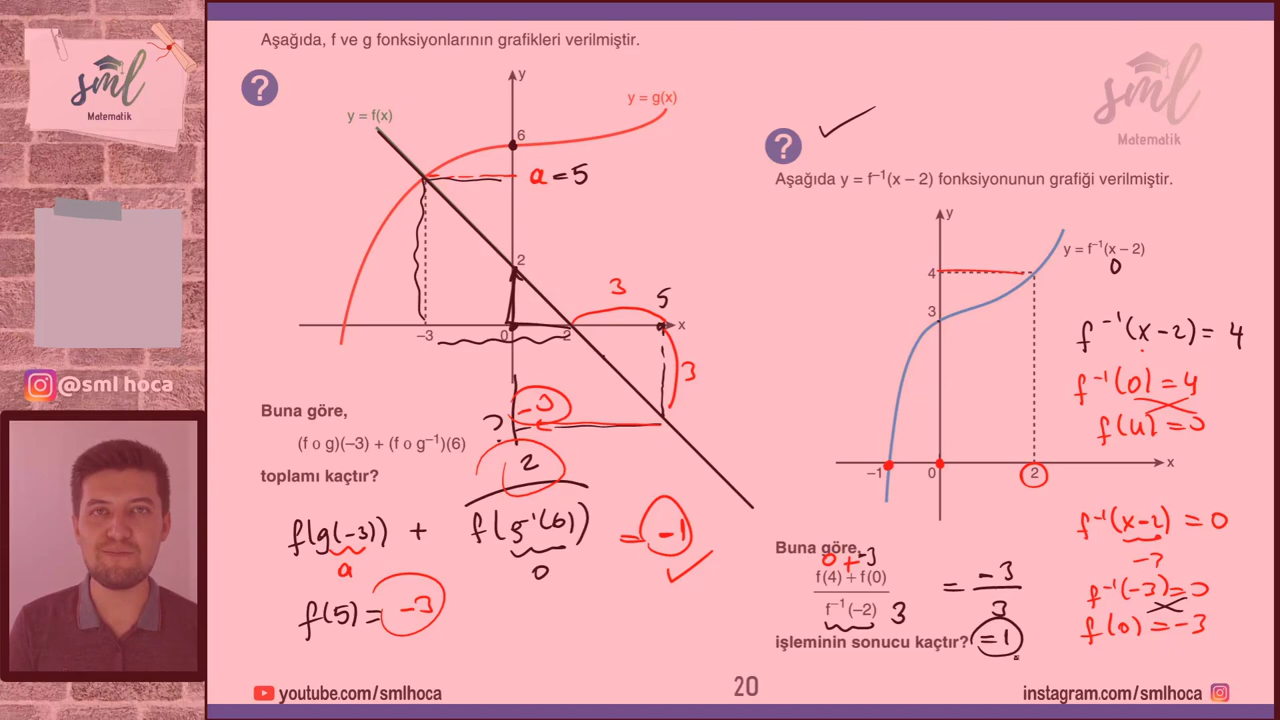 sml
Matematik
@sml hoca
Aşağıda, f ve g fonksiyonlarının grafikleri verilmiştir.
?
y = f(x)
y
y = g(x)
6
a = 5
2
3
5
-3
0
2
x
3
-3
?
Buna göre,
(f o g)(–3) + (f o g⁻¹)(6)
toplamı kaçtır?
2
f(g(-3)) + f(g⁻¹(6)) = -1
a
0
f(5) = -3
sml
Matematik
?
Aşağıda y = f⁻¹(x – 2) fonksiyonunun grafiği verilmiştir.
y
y = f⁻¹(x – 2)
0
4
3
-1
0
2
x
f⁻¹(x-2) = 4
f⁻¹(0) = 4
f(4) = 0
f⁻¹(x-2) = 0
-3
f⁻¹(-3) = 0
f(0) = -3
Buna göre,
0 + -3
f(4) + f(0)
f⁻¹(–2) 3
= -3
3
işleminin sonucu kaçtır? = 1
youtube.com/smlhoca
20
instagram.com/smlhoca